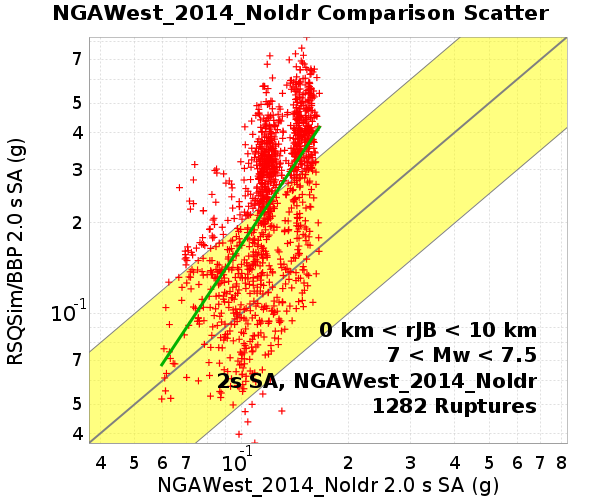 NGAWest_2014_NoIdr Comparison Scatter
RSQSim/BBP 2.0 s SA (g)
7
5
4
3
2
10-1
7
5
4
0 km < rJB < 10 km
7 < Mw < 7.5
2s SA, NGAWest_2014_NoIdr
1282 Ruptures
4 5 6 7 10-1 2 3 4 5 6 7 8
NGAWest_2014_NoIdr 2.0 s SA (g)